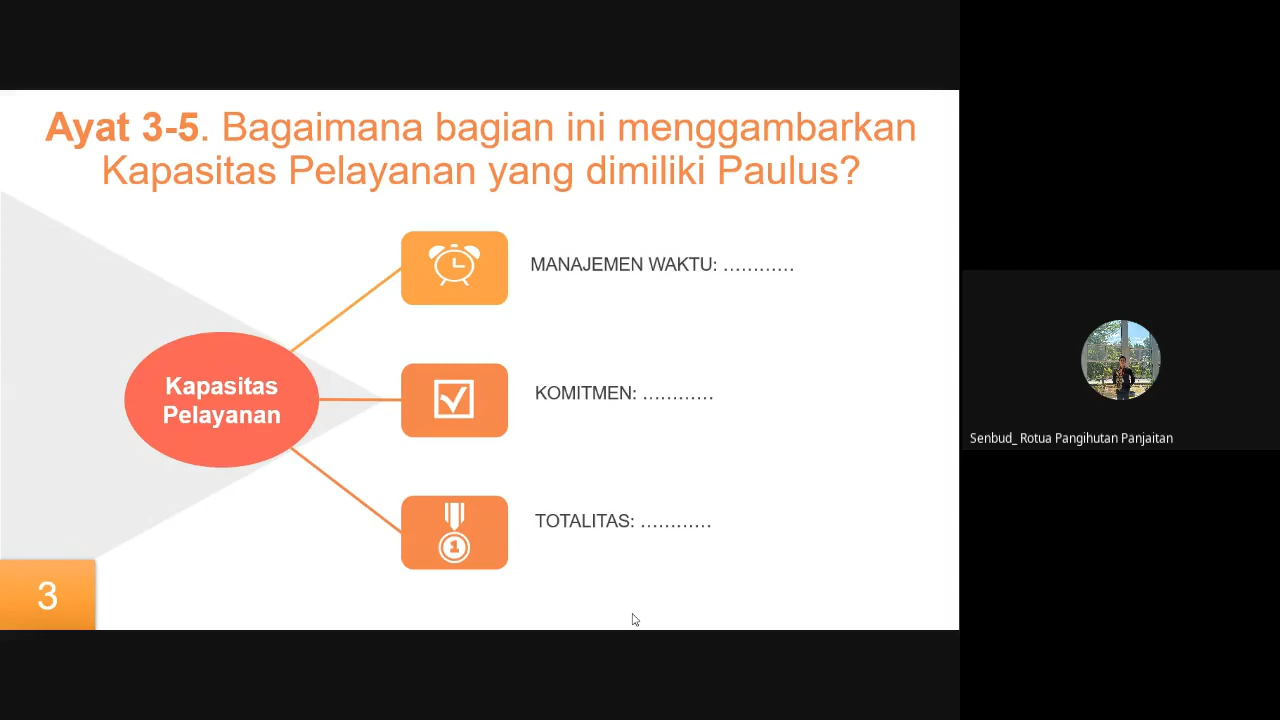 Ayat 3-5. Bagaimana bagian ini menggambarkan
Kapasitas Pelayanan yang dimiliki Paulus?
MANAJEMEN WAKTU: …………
Kapasitas
Pelayanan
KOMITMEN: …………
TOTALITAS: …………
1
3
Senbud_ Rotua Pangihutan Panjaitan